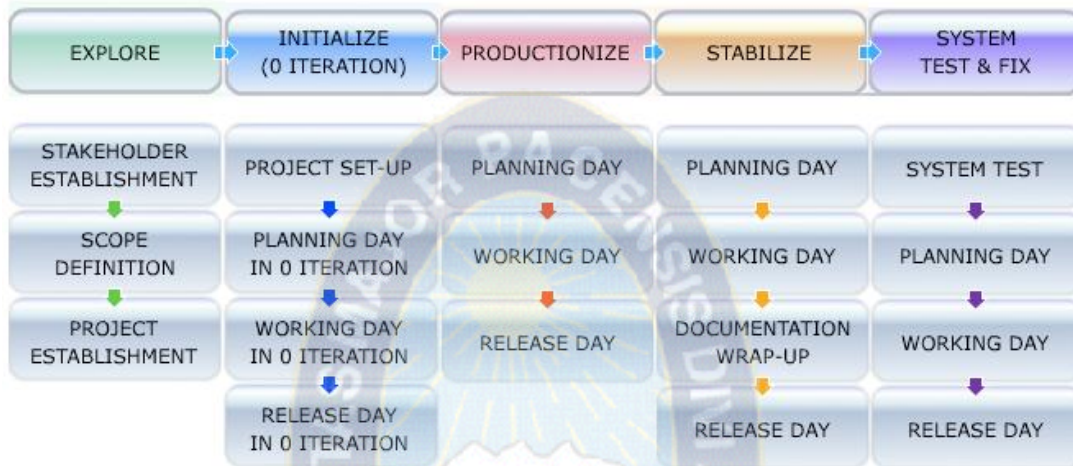 EXPLORE
INITIALIZE
(0 ITERATION)
PRODUCTIONIZE
STABILIZE
SYSTEM
TEST & FIX
STAKEHOLDER
ESTABLISHMENT
SCOPE
DEFINITION
PROJECT
ESTABLISHMENT
PROJECT SET-UP
PLANNING DAY
IN 0 ITERATION
WORKING DAY
IN 0 ITERATION
RELEASE DAY
IN 0 ITERATION
PLANNING DAY
WORKING DAY
RELEASE DAY
PLANNING DAY
WORKING DAY
DOCUMENTATION
WRAP-UP
RELEASE DAY
SYSTEM TEST
PLANNING DAY
WORKING DAY
RELEASE DAY
PACENSIS